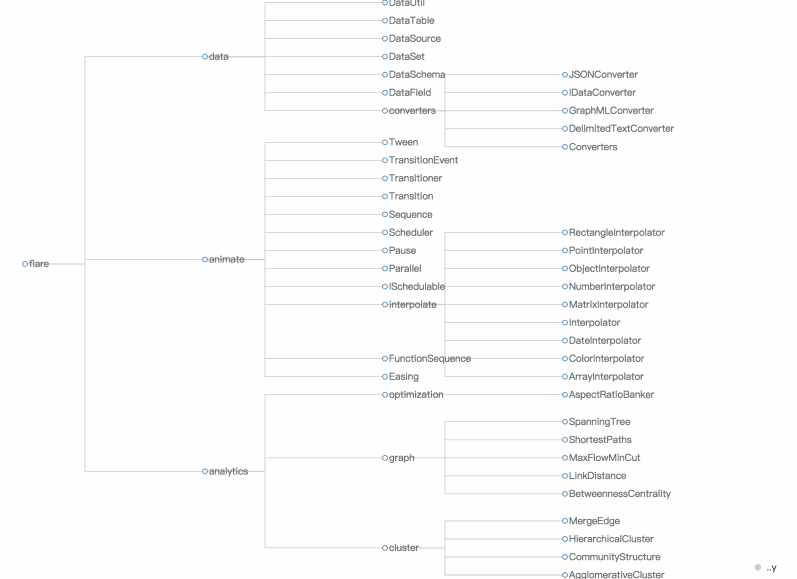 DataUtil
DataTable
DataSource
data
DataSet
DataSchema
JSONConverter
DataField
IDataConverter
converters
GraphMLConverter
DelimitedTextConverter
Converters
Tween
TransitionEvent
Transitioner
Transition
Sequence
Scheduler
RectangleInterpolator
Pause
PointInterpolator
flare
animate
Parallel
ObjectInterpolator
ISchedulable
NumberInterpolator
interpolate
MatrixInterpolator
Interpolator
DateInterpolator
FunctionSequence
ColorInterpolator
Easing
ArrayInterpolator
optimization
AspectRatioBanker
SpanningTree
ShortestPaths
graph
MaxFlowMinCut
analytics
LinkDistance
BetweennessCentrality
MergeEdge
HierarchicalCluster
cluster
CommunityStructure
AgglomerativeCluster
..y